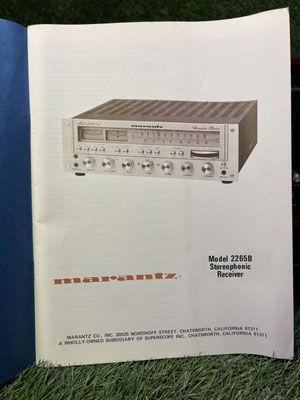 marantz
Model 2265B
Stereophonic
Receiver
marantz
MARANTZ CO., INC. 20525 NORDHOFF STREET, CHATSWORTH, CALIFORNIA 91311
A WHOLLY-OWNED SUBSIDIARY OF SUPERSCOPE INC., CHATSWORTH, CALIFORNIA 91311